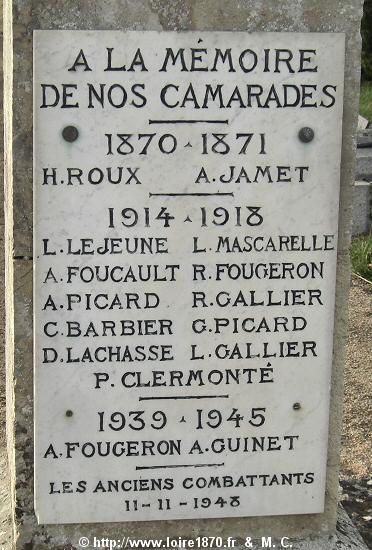 A LA MÉMOIRE
DE NOS CAMARADES
1870-1871
H. ROUX A. JAMET
1914-1918
L. LEJEUNE L. MASCARELLE
A. FOUCAULT R. FOUGERON
A. PICARD R. GALLIER
C. BARBIER G. PICARD
D. LACHASSE L. GALLIER
P. CLERMONTÉ
1939-1945
A. FOUGERON A. GUINET
LES ANCIENS COMBATTANTS
11-11-1948
© http://www.loire1870.fr & M. C.